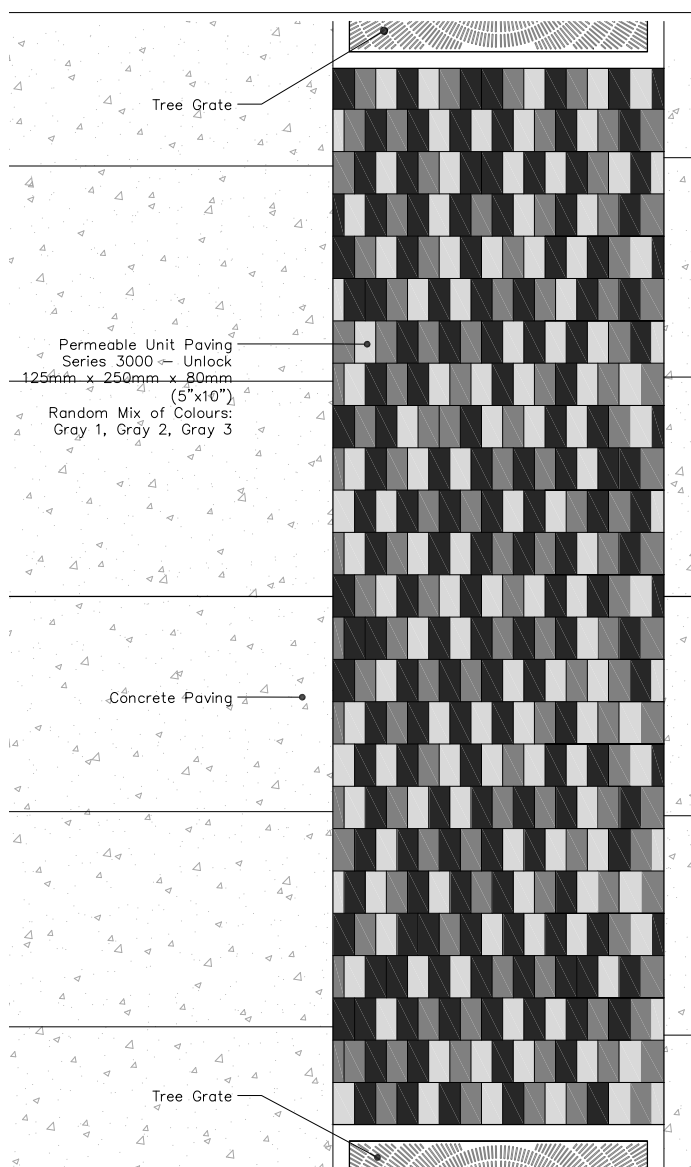 Tree Grate
Permeable Unit Paving
Series 3000 – Unlock
125mm x 250mm x 80mm
(5"x10")
Random Mix of Colours:
Gray 1, Gray 2, Gray 3
Concrete Paving
Tree Grate